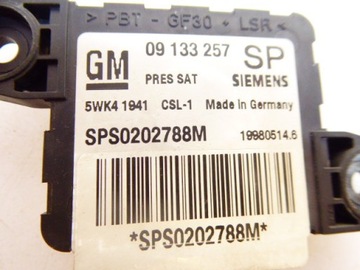 > PBT - GF30 + LSR <
GM 09 133 257 SP
PRES SAT SIEMENS
5WK4 1941 CSL-1 Made in Germany
SPS0202788M 19980514.6
*SPS0202788M*